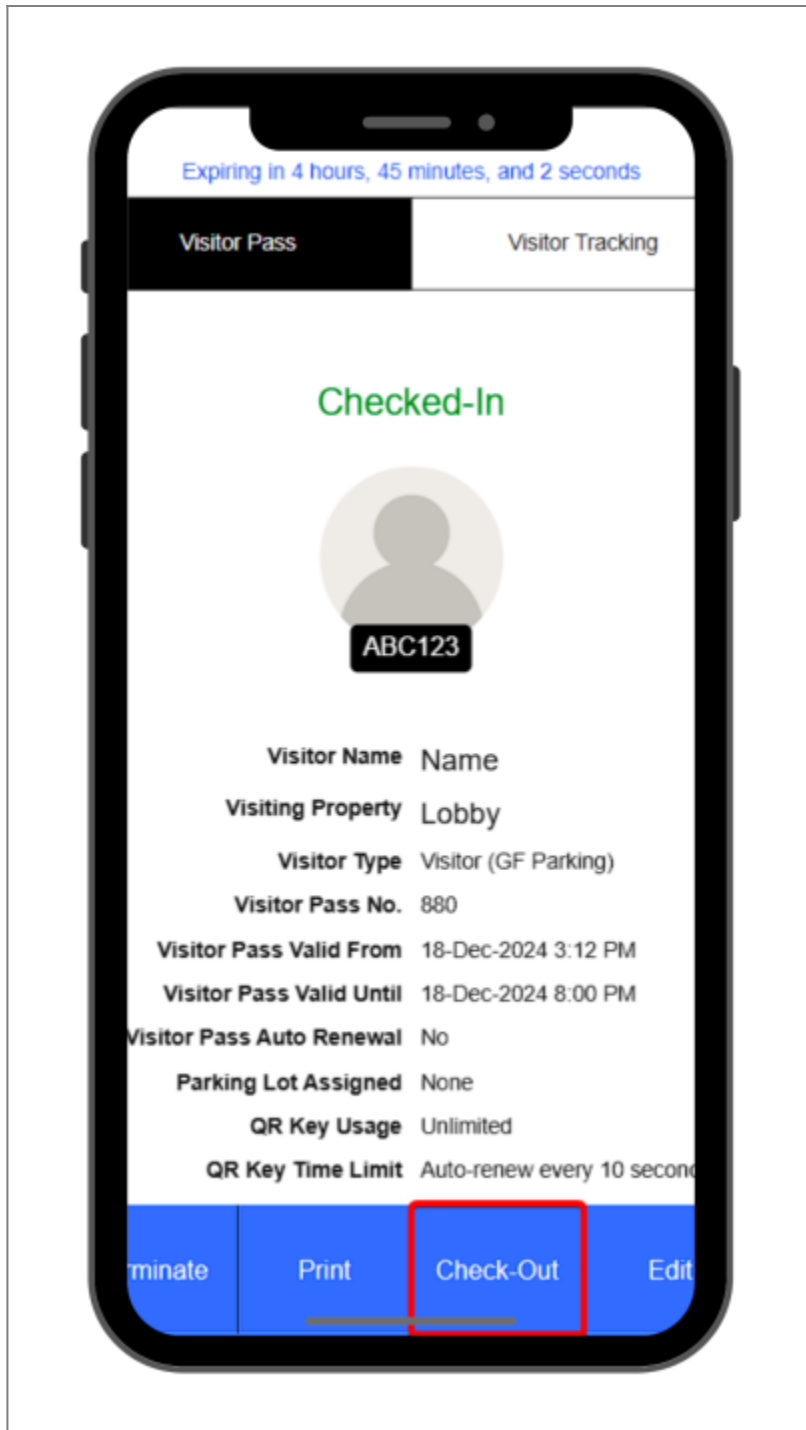 Expiring in 4 hours, 45 minutes, and 2 seconds
Visitor Pass Visitor Tracking
Checked-In
ABC123
Visitor Name Name
Visiting Property Lobby
Visitor Type Visitor (GF Parking)
Visitor Pass No. 880
Visitor Pass Valid From 18-Dec-2024 3:12 PM
Visitor Pass Valid Until 18-Dec-2024 8:00 PM
Visitor Pass Auto Renewal No
Parking Lot Assigned None
QR Key Usage Unlimited
QR Key Time Limit Auto-renew every 10 secon
rminate Print Check-Out Edit